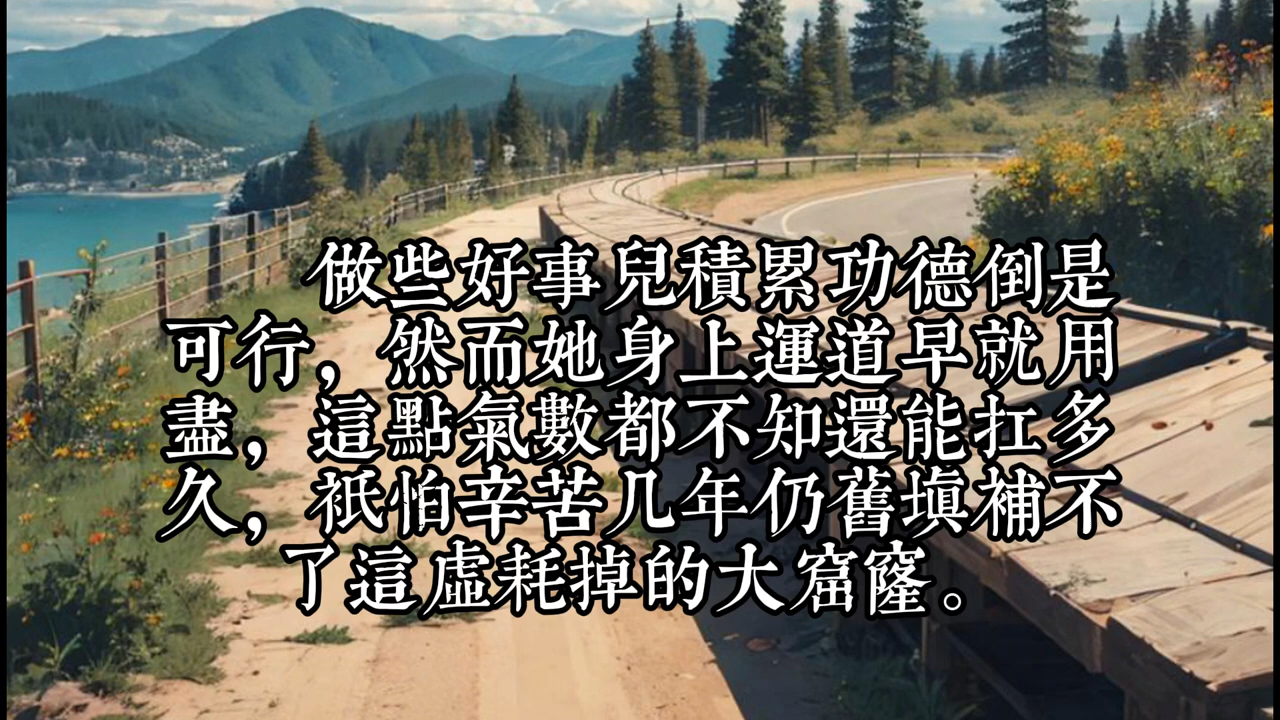 做些好事兒積累功德倒是
可行，然而她身上運道早就用
盡，這點氣數都不知還能扛多
久，衹怕辛苦几年仍舊塡補不
了這虛耗掉的大窟窿。